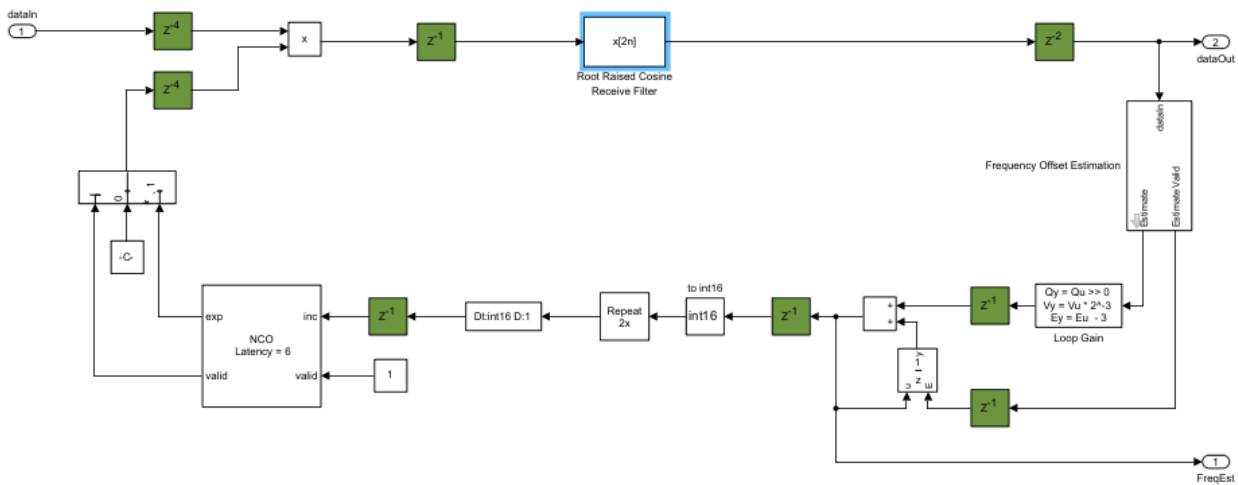 dataIn
1
z-4
x
z-1
x[2n]
Root Raised Cosine
Receive Filter
z-2
2
dataOut
z-4
dataIn
Frequency Offset Estimation
Estimate
Estimate Valid
0
-C-
to int16
exp
inc
NCO
Latency = 6
valid
valid
z-1
1
Dt:int16 D:1
Repeat
2x
int16
z-1
+
+
z-1
Qy = Qu >> 0
Vy = Vu * 2^-3
Ey = Eu - 3
Loop Gain
y
1
z
u
E
z-1
1
FreqEst